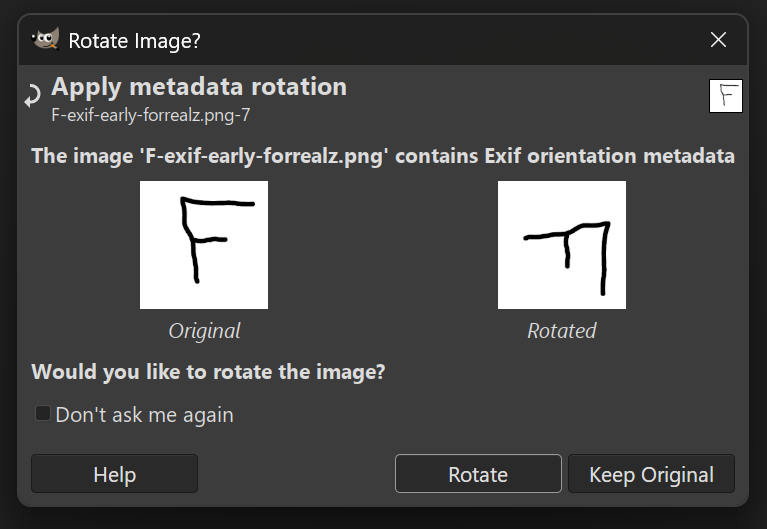 Rotate Image?
Apply metadata rotation
F-exif-early-forrealz.png-7
F
The image 'F-exif-early-forrealz.png' contains Exif orientation metadata
F F
Original Rotated
Would you like to rotate the image?
Don't ask me again
Help Rotate Keep Original